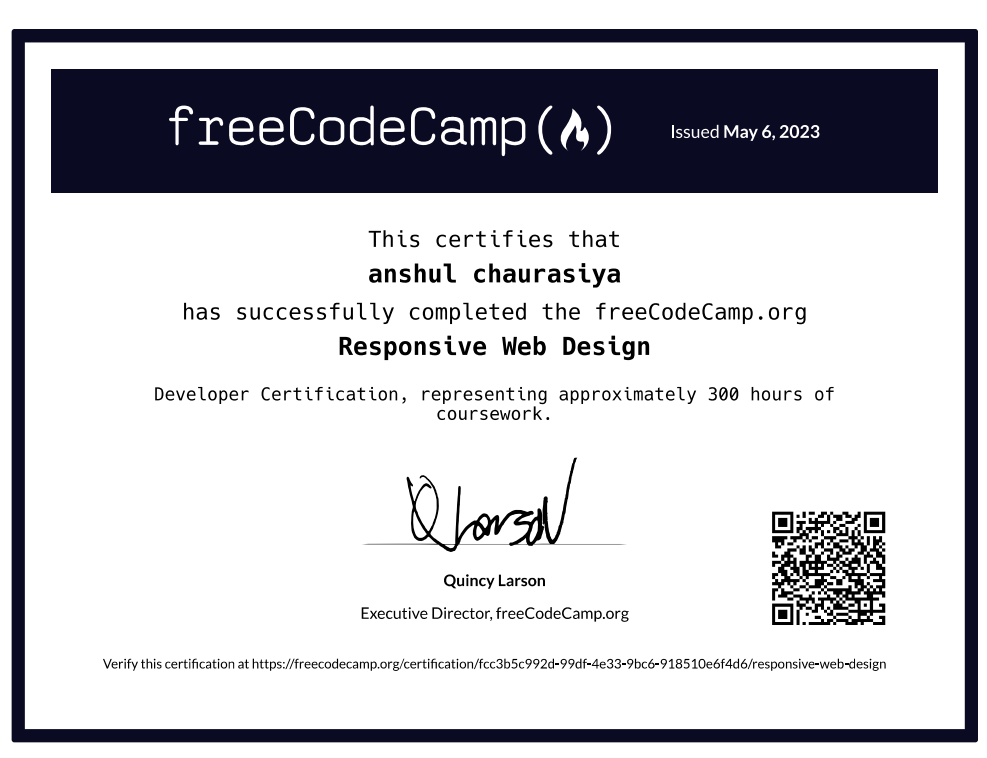 freeCodeCamp(🔥)
Issued May 6, 2023
This certifies that
anshul chaurasiya
has successfully completed the freeCodeCamp.org
Responsive Web Design
Developer Certification, representing approximately 300 hours of
coursework.
Q Larson
Quincy Larson
Executive Director, freeCodeCamp.org
Verify this certification at https://freecodecamp.org/certification/fcc3b5c992d-99df-4e33-9bc6-918510e6f4d6/responsive-web-design